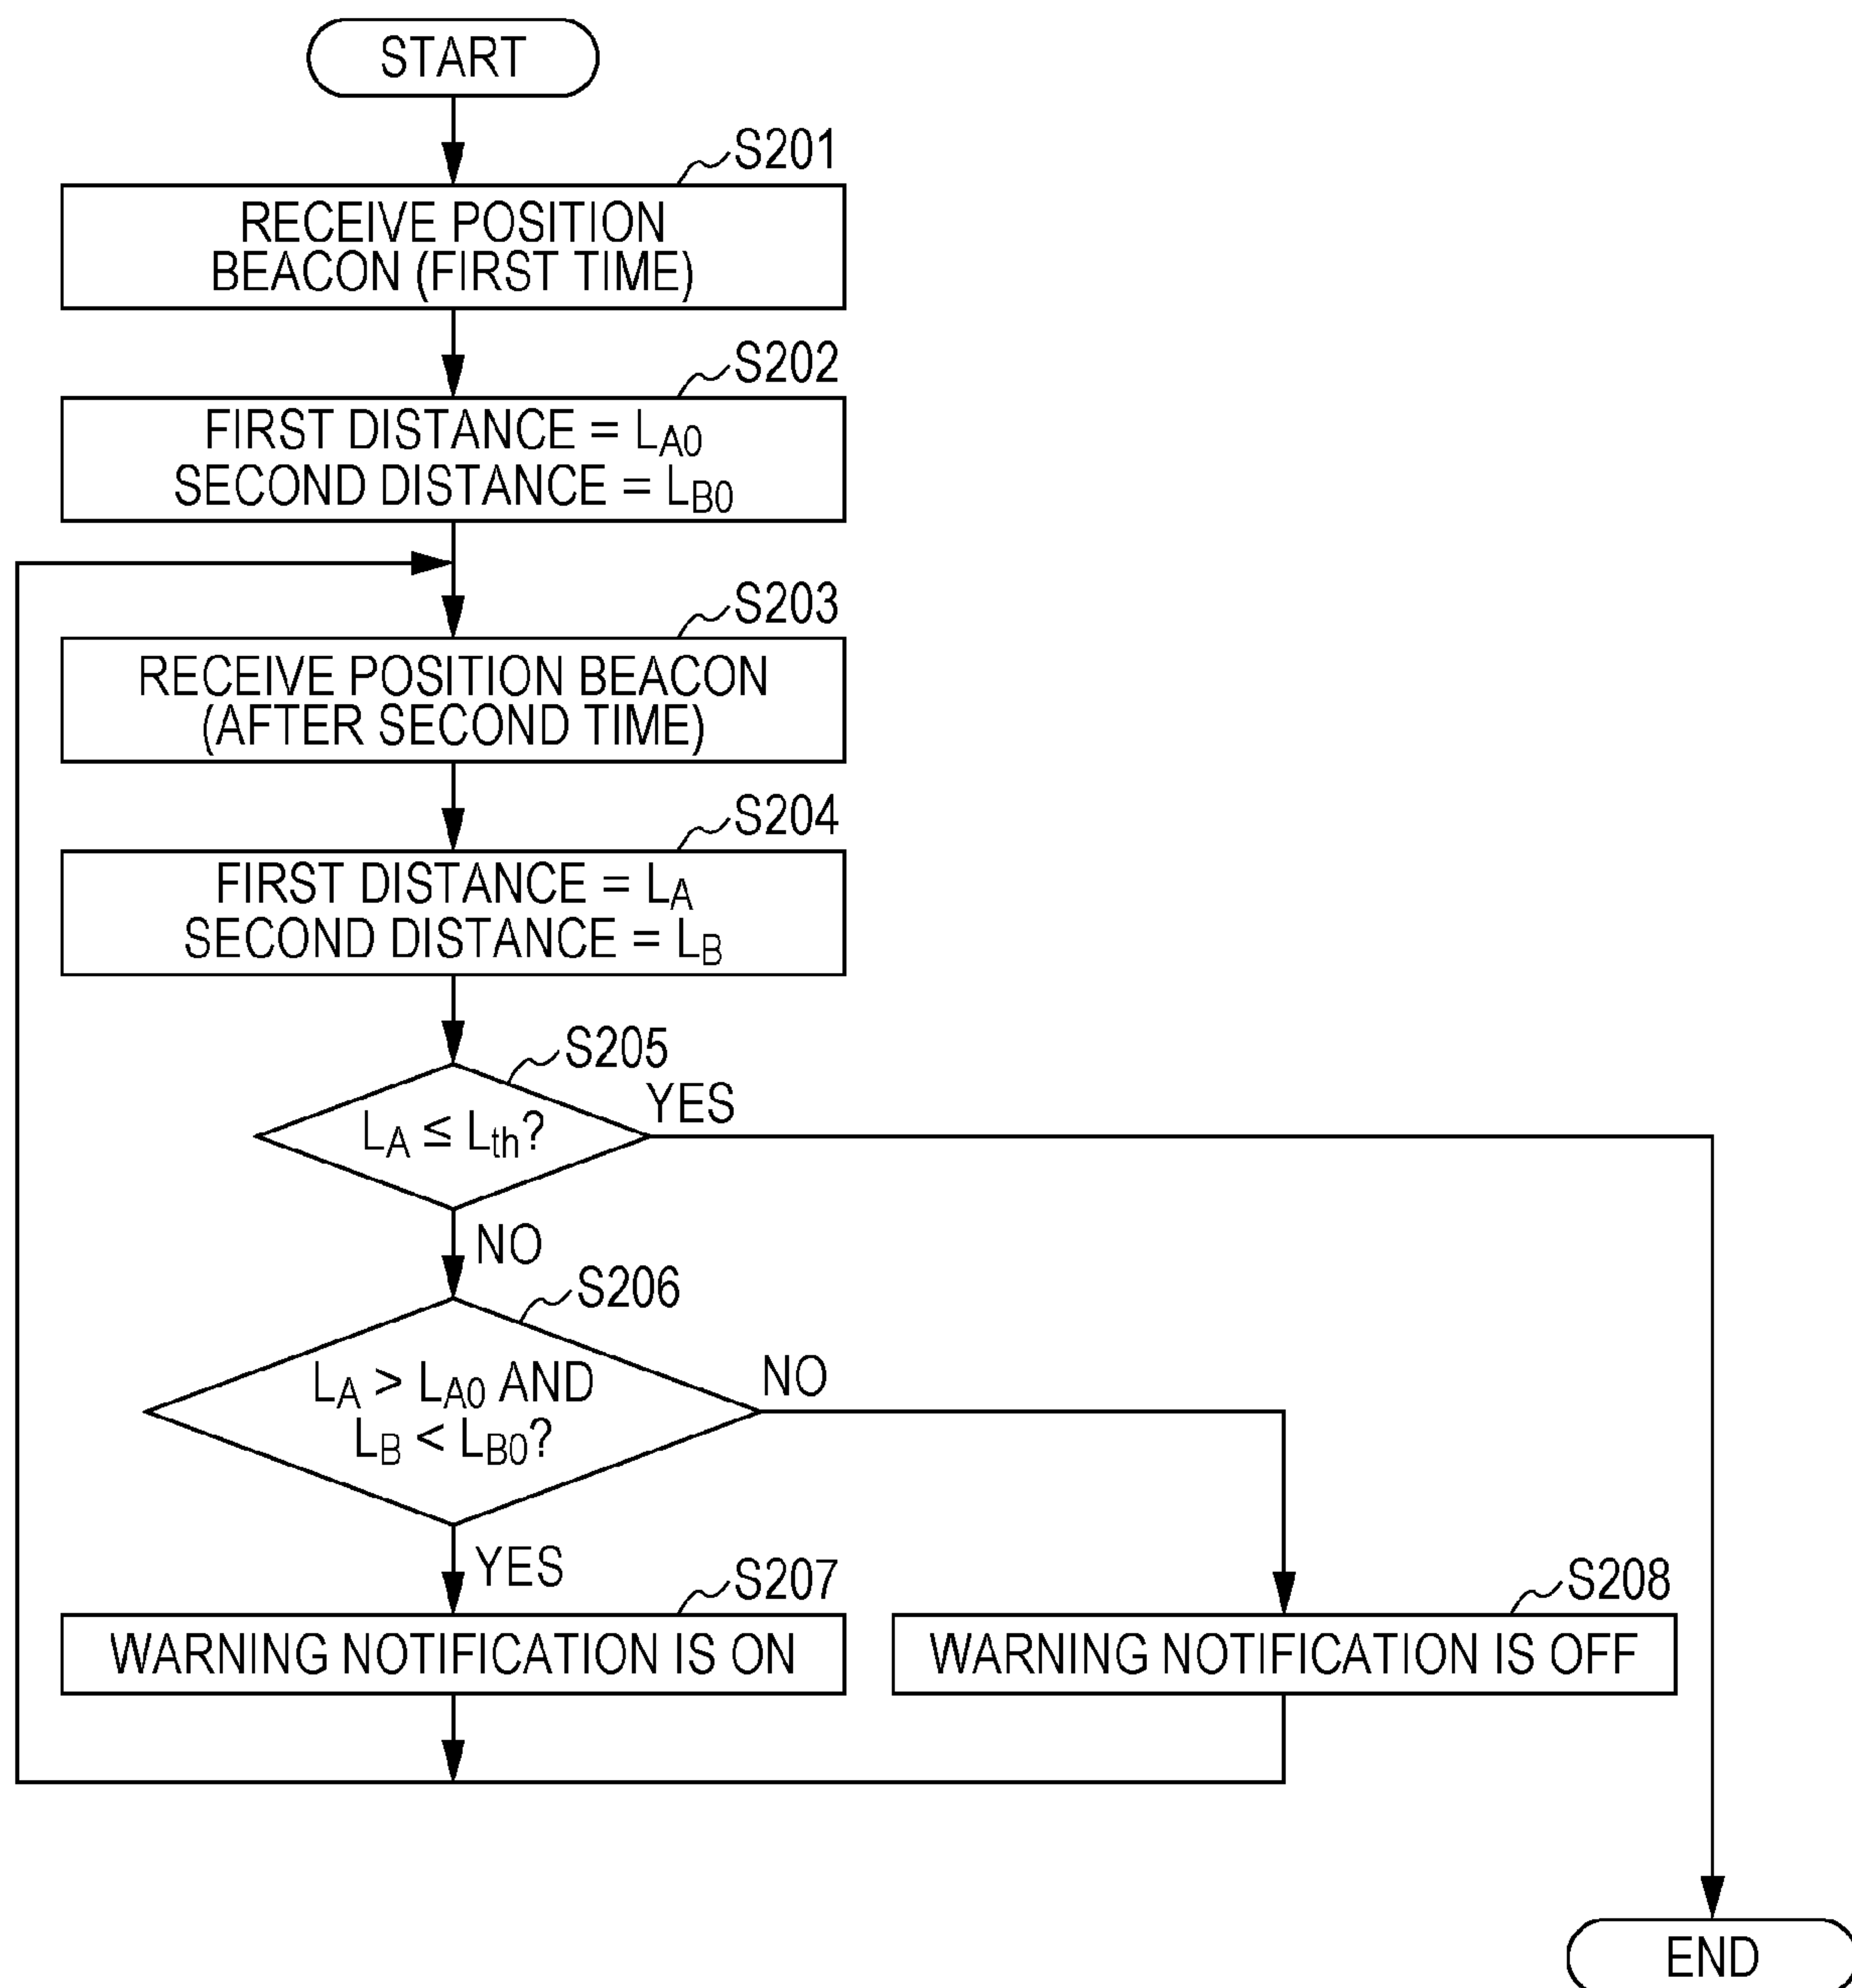 START
S201
RECEIVE POSITION
BEACON (FIRST TIME)
S202
FIRST DISTANCE = LA0
SECOND DISTANCE = LB0
S203
RECEIVE POSITION BEACON
(AFTER SECOND TIME)
S204
FIRST DISTANCE = LA
SECOND DISTANCE = LB
S205
LA ≤ Lth?
YES
NO
S206
LA > LA0 AND
LB < LB0?
NO
YES
S207
WARNING NOTIFICATION IS ON
S208
WARNING NOTIFICATION IS OFF
END